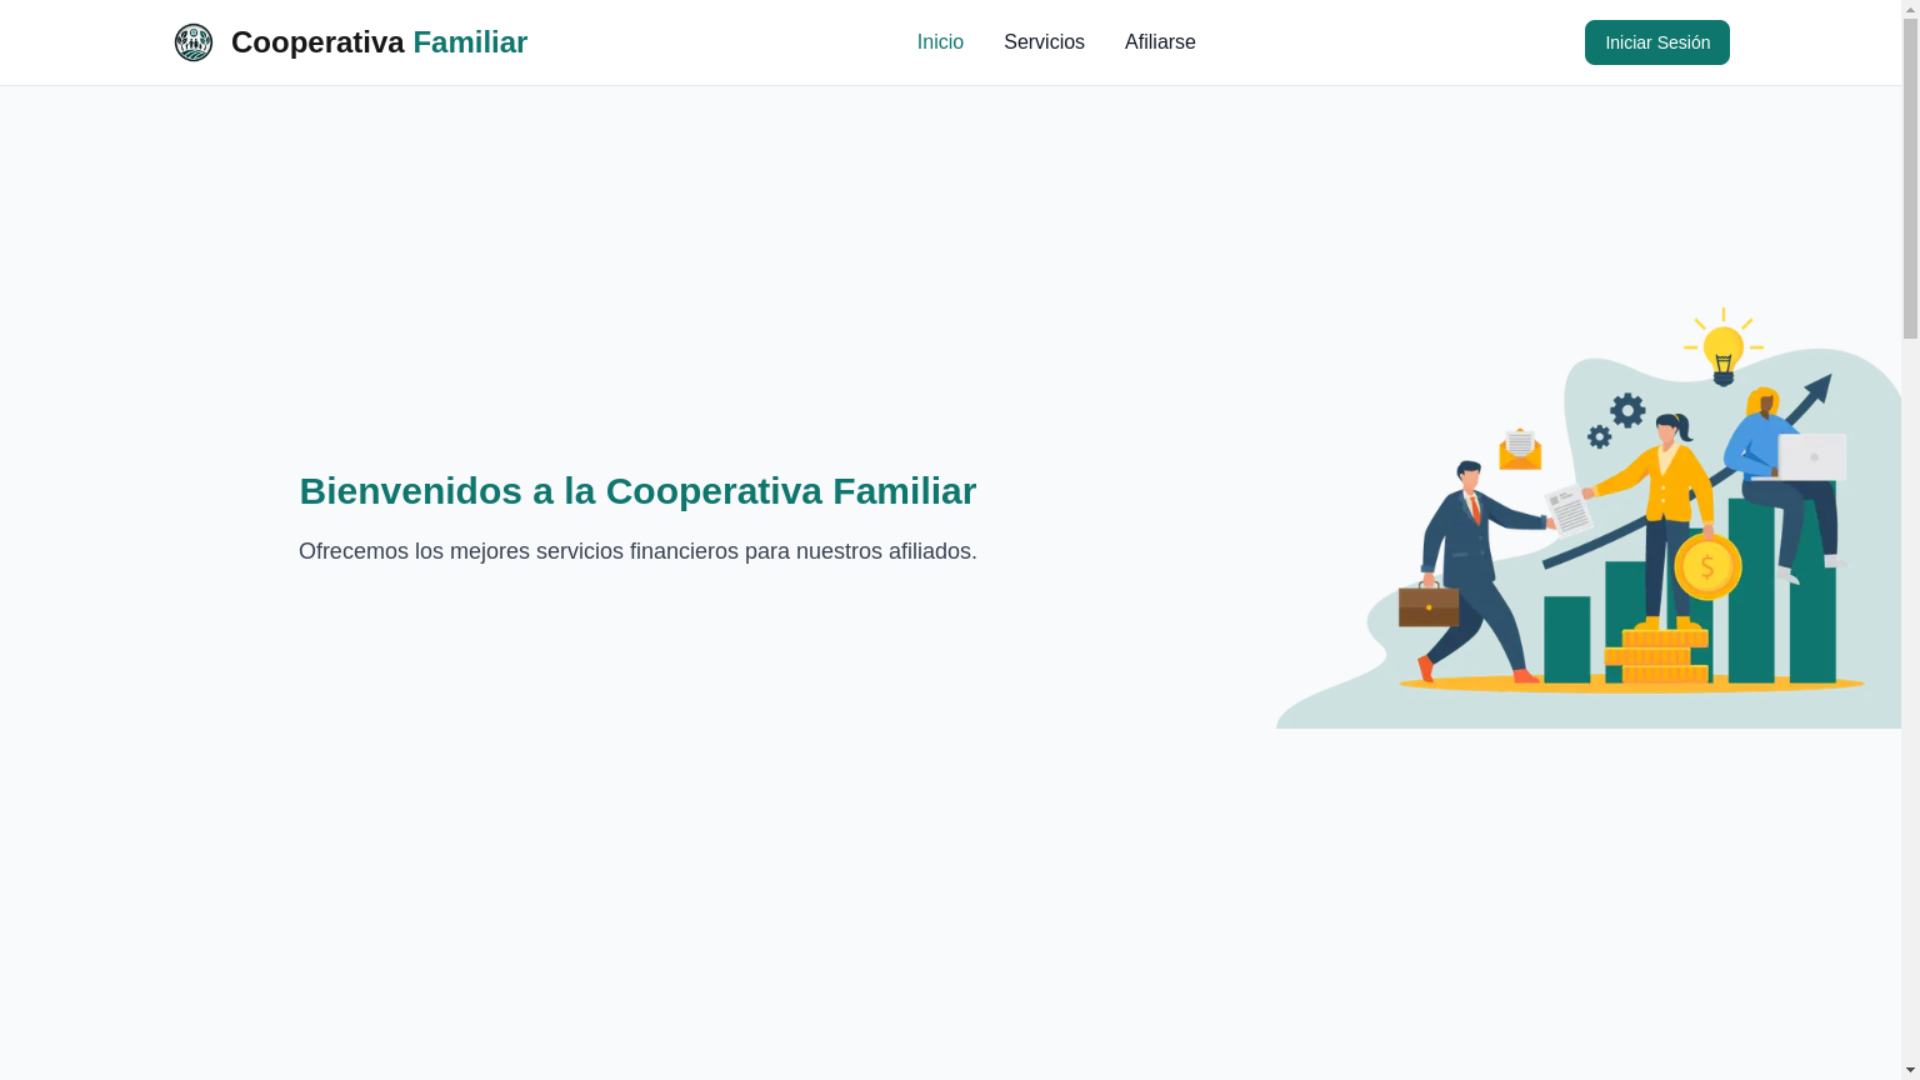 Cooperativa Familiar
Inicio
Servicios
Afiliarse
Iniciar Sesión
Bienvenidos a la Cooperativa Familiar
Ofrecemos los mejores servicios financieros para nuestros afiliados.
$